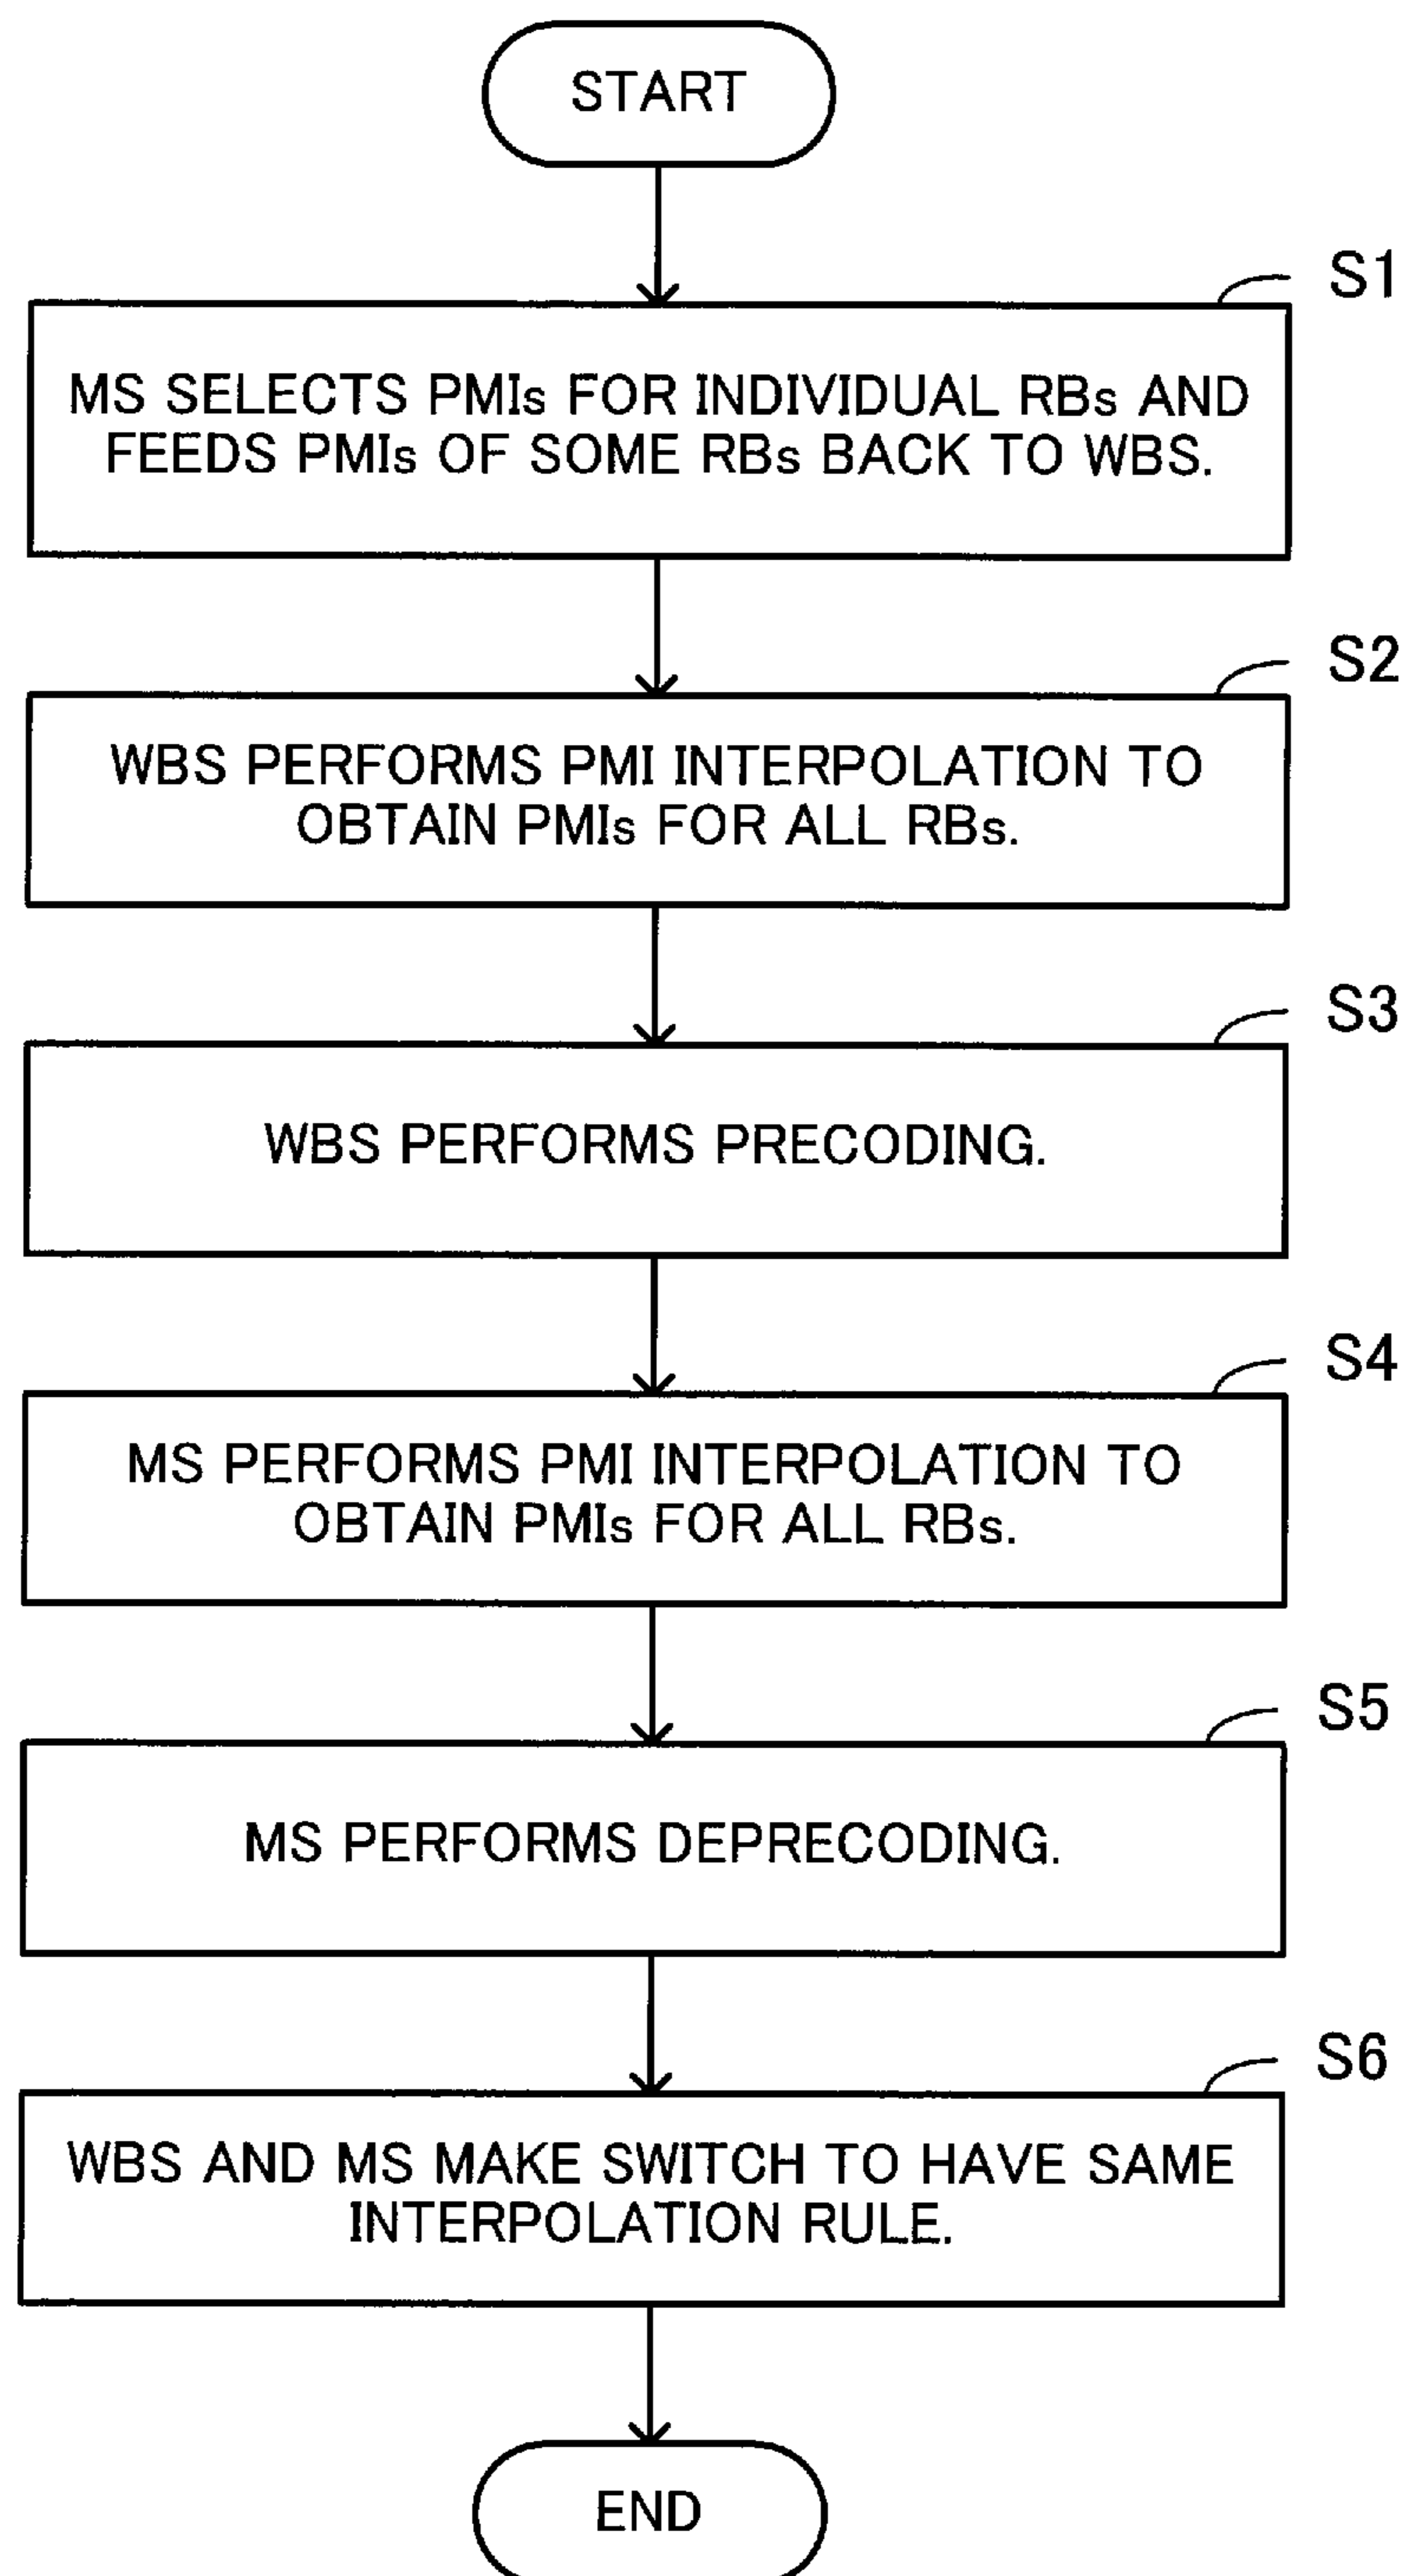 START
S1
MS SELECTS PMIs FOR INDIVIDUAL RBs AND
FEEDS PMIs OF SOME RBs BACK TO WBS.
S2
WBS PERFORMS PMI INTERPOLATION TO
OBTAIN PMIs FOR ALL RBs.
S3
WBS PERFORMS PRECODING.
S4
MS PERFORMS PMI INTERPOLATION TO
OBTAIN PMIs FOR ALL RBs.
S5
MS PERFORMS DEPRECODING.
S6
WBS AND MS MAKE SWITCH TO HAVE SAME
INTERPOLATION RULE.
END